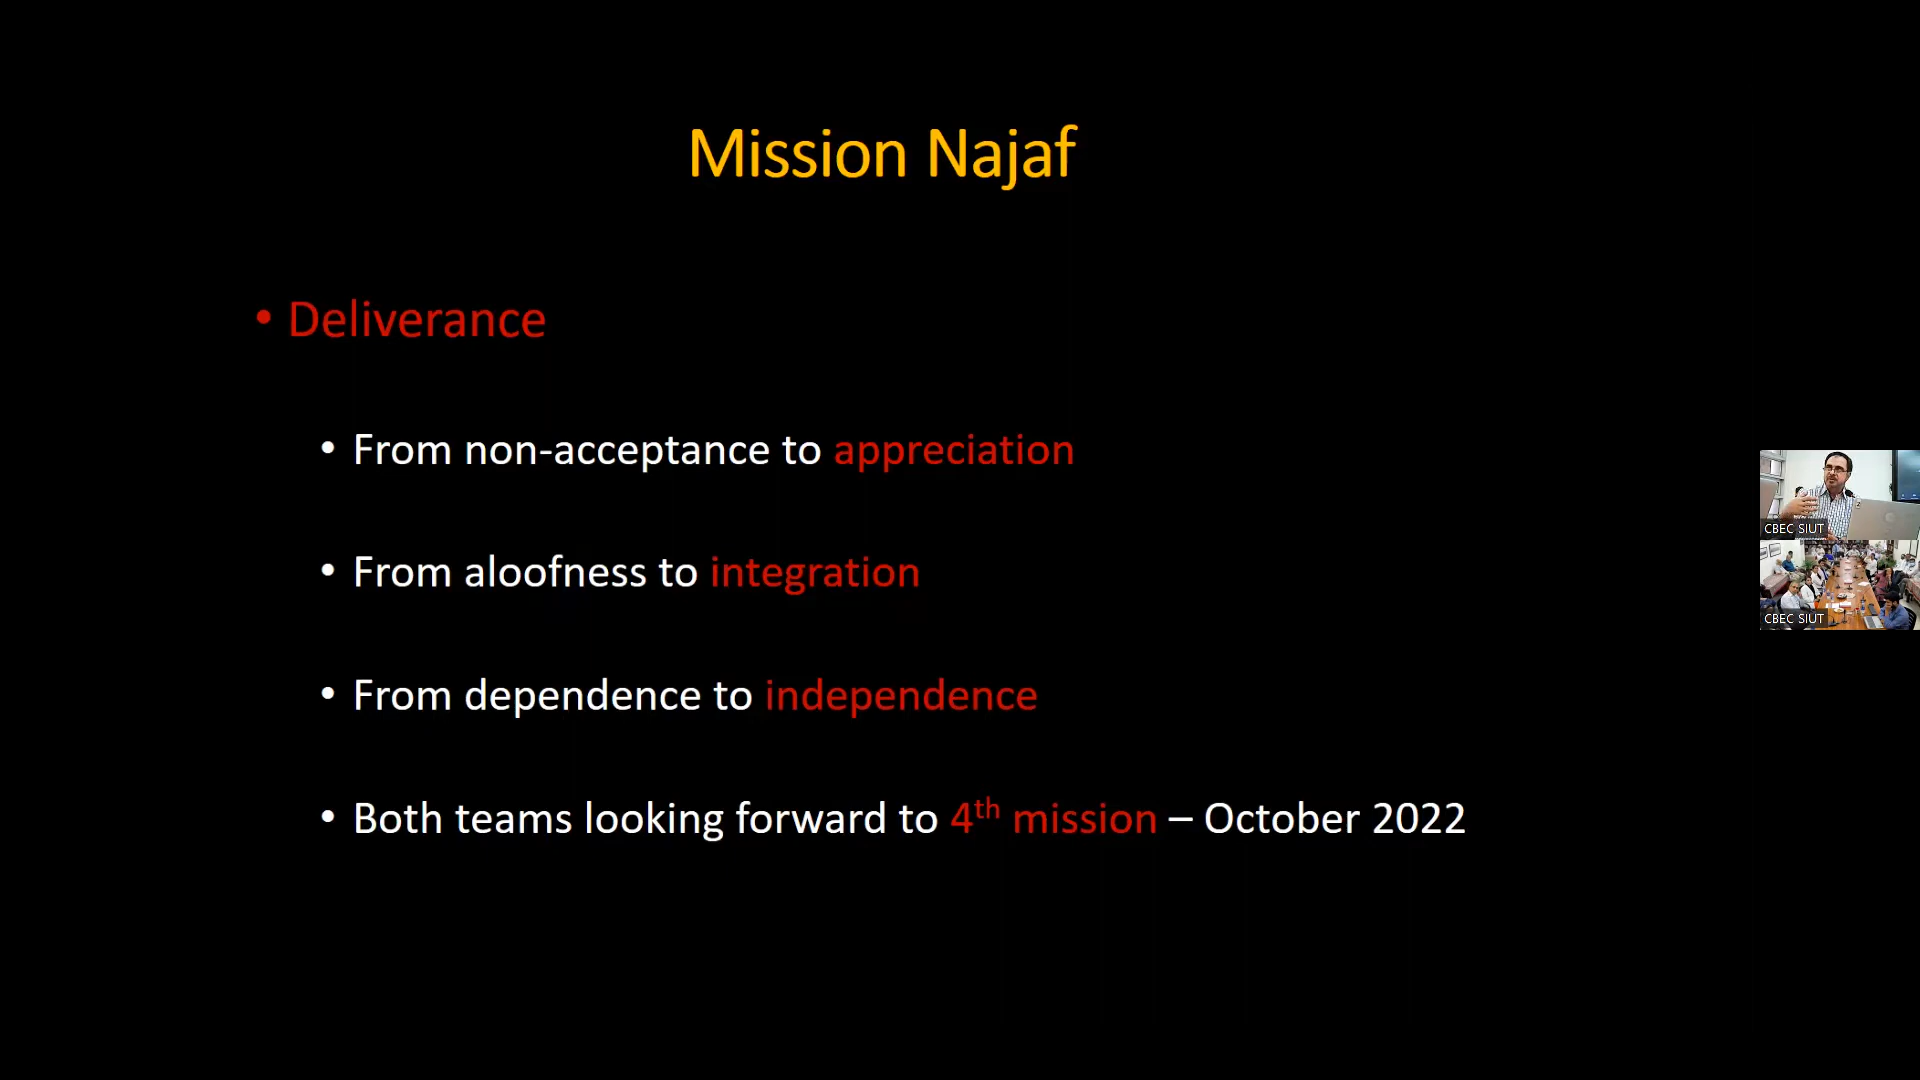 Mission Najaf
• Deliverance
• From non-acceptance to appreciation
• From aloofness to integration
• From dependence to independence
• Both teams looking forward to 4th mission – October 2022
CBEC SIUT
CBEC SIUT